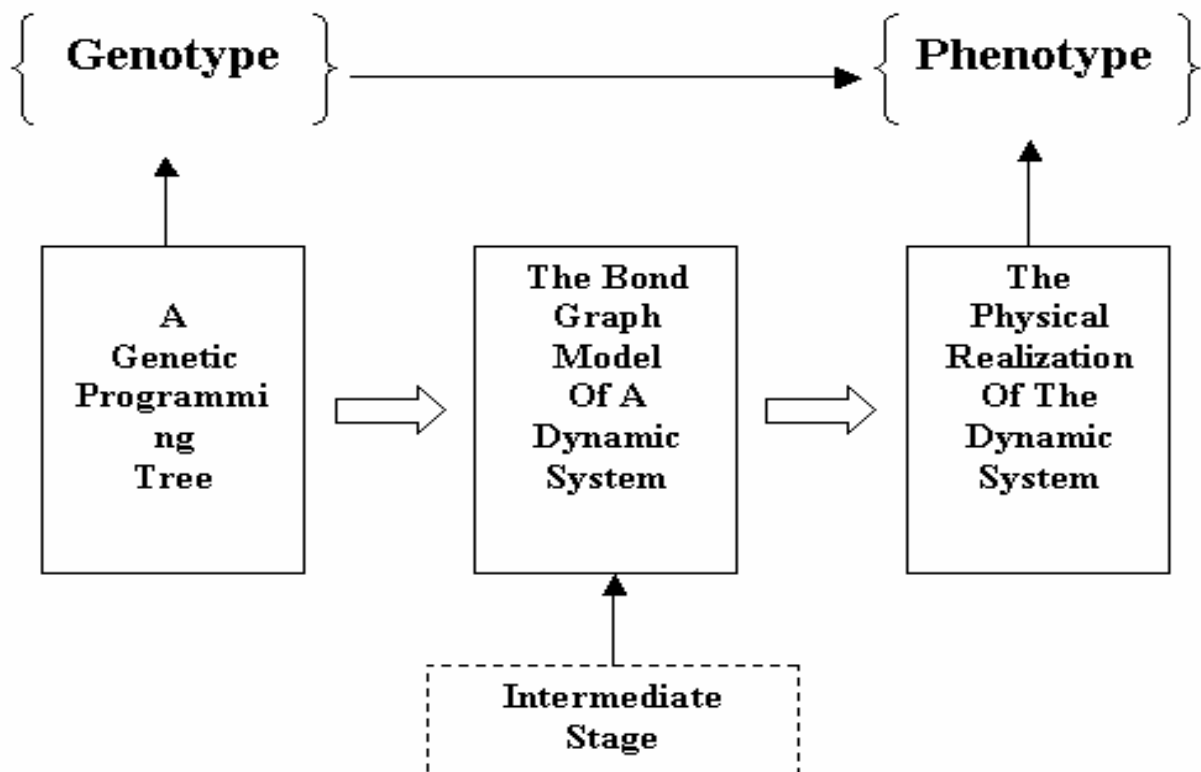 Genotype
Phenotype
A
Genetic
Programmi
ng
Tree
The Bond
Graph
Model
Of A
Dynamic
System
The
Physical
Realization
Of The
Dynamic
System
Intermediate
Stage